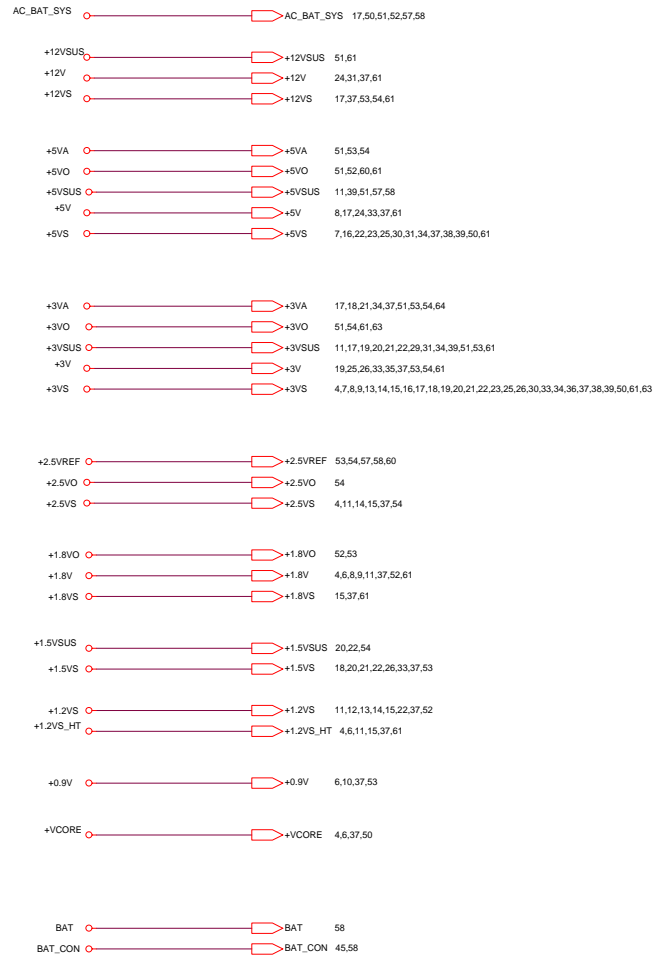 AC_BAT_SYS AC_BAT_SYS 17,50,51,52,57,58
+12VSUS +12VSUS 51,61
+12V +12V 24,31,37,61
+12VS +12VS 17,37,53,54,61
+5VA +5VA 51,53,54
+5VO +5VO 51,52,60,61
+5VSUS +5VSUS 11,39,51,57,58
+5V +5V 8,17,24,33,37,61
+5VS +5VS 7,16,22,23,25,30,31,34,37,38,39,50,61
+3VA +3VA 17,18,21,34,37,51,53,54,64
+3VO +3VO 51,54,61,63
+3VSUS +3VSUS 11,17,19,20,21,22,29,31,34,39,51,53,61
+3V +3V 19,25,26,33,35,37,53,54,61
+3VS +3VS 4,7,8,9,13,14,15,16,17,18,19,20,21,22,23,25,26,30,33,34,36,37,38,39,50,61,63
+2.5VREF +2.5VREF 53,54,57,58,60
+2.5VO +2.5VO 54
+2.5VS +2.5VS 4,11,14,15,37,54
+1.8VO +1.8VO 52,53
+1.8V +1.8V 4,6,8,9,11,37,52,61
+1.8VS +1.8VS 15,37,61
+1.5VSUS +1.5VSUS 20,22,54
+1.5VS +1.5VS 18,20,21,22,26,33,37,53
+1.2VS +1.2VS 11,12,13,14,15,22,37,52
+1.2VS_HT +1.2VS_HT 4,6,11,15,37,61
+0.9V +0.9V 6,10,37,53
+VCORE +VCORE 4,6,37,50
BAT BAT 58
BAT_CON BAT_CON 45,58